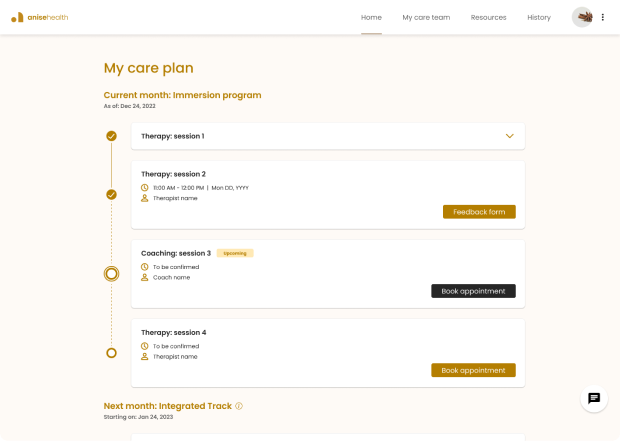 anisehealth
Home
My care team
Resources
History
My care plan
Current month: Immersion program
As of: Dec 24, 2023
Therapy: session 1
Therapy: session 2
11:00 AM - 12:00 PM | Mon DD, YYYY
Therapist name
Feedback form
Coaching: session 3
Upcoming
To be confirmed
Coach name
Book appointment
Therapy: session 4
To be confirmed
Therapist name
Book appointment
Next month: Integrated Track
Starting on: Jan 24, 2023